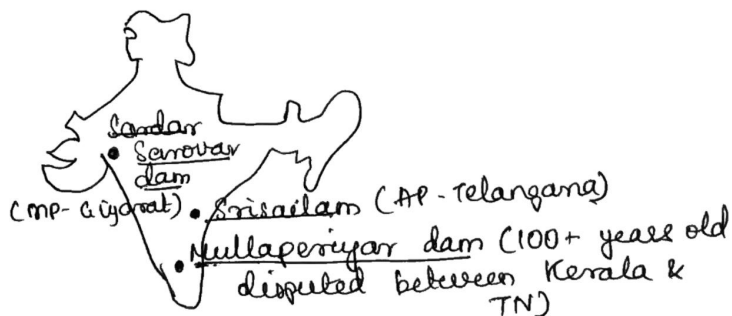 Sardar
Sarovar
dam
(MP-Gujarat)
Srisailam (AP-Telangana)
Mullaperiyar dam (100+ years old
disputed between Kerala &
TN)